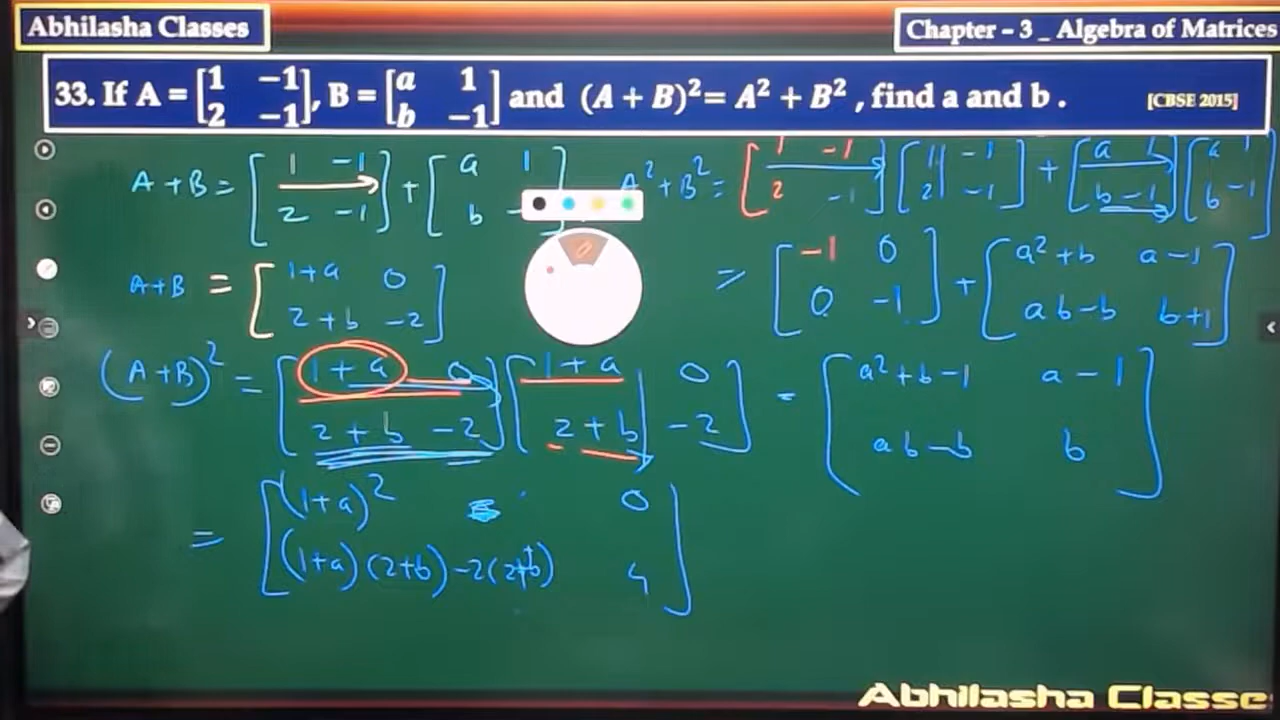 Abhilasha Classes
Chapter – 3 _ Algebra of Matrices
33. If A = [1 −1; 2 −1], B = [a 1; b −1] and (A + B)² = A² + B² , find a and b . [CBSE 2015]
A + B = [1 −1; 2 −1] + [a 1; b −
A² + B² = [1 −1; 2 −1] [1 −1; 2 −1] + [a 1; b −1] [a 1; b −1]
A+B = [1+a 0; 2+b −2]
= [−1 0; 0 −1] + [a²+b a−1; ab−b b+1]
(A+B)² = [1+a 0; 2+b −2] [1+a 0; 2+b −2]
= [a²+b−1 a−1; ab−b b]
= [(1+a)² 0; (1+a)(2+b)−2(2+b) 4]
Abhilasha Classe